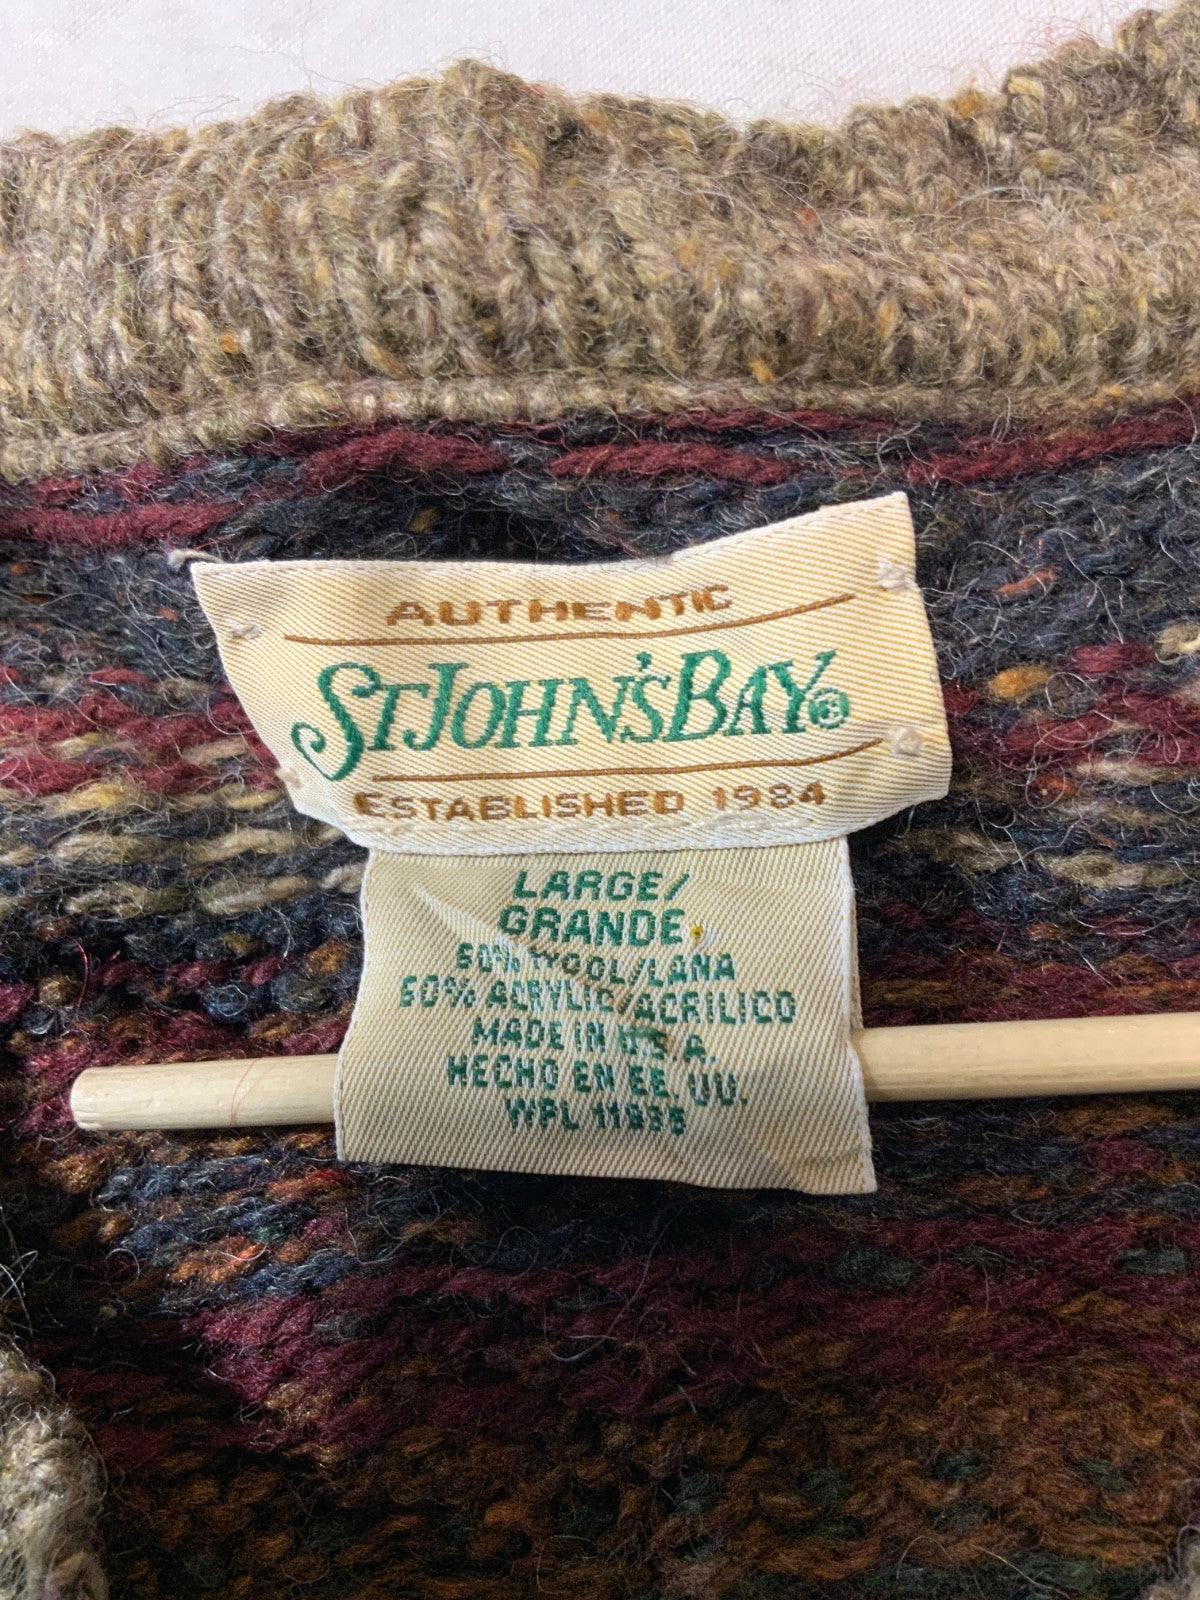 AUTHENTIC
ST JOHN'S BAY®
ESTABLISHED 1984
LARGE/
GRANDE
50% WOOL/LANA
50% ACRYLIC/ACRILICO
MADE IN U.S.A.
HECHO EN EE. UU.
WPL